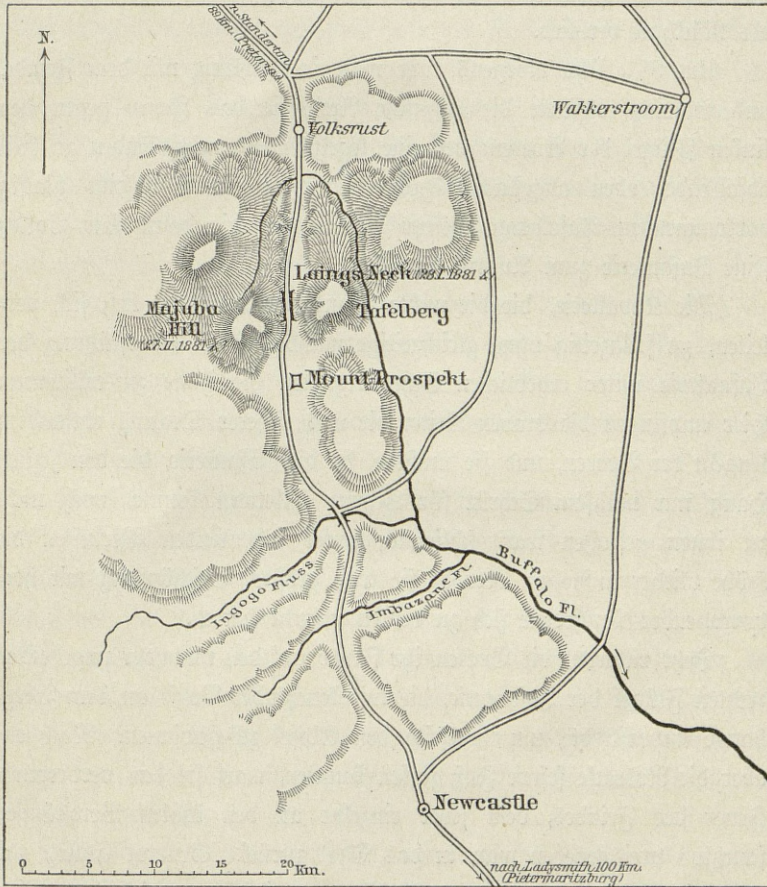 N.
n. Standerton
(Pretoria)
Wakkerstroom
Volksrust
Laings-Neck (28.I.1881 x)
Majuba
Hill
(27.II.1881 x)
Tafelberg
Mount-Prospekt
Ingogo Fluss
Imbazane Fl.
Buffalo Fl.
Newcastle
0 5 10 15 20 Km.
nach Ladysmith 100 Km.
(Pietermaritzburg)